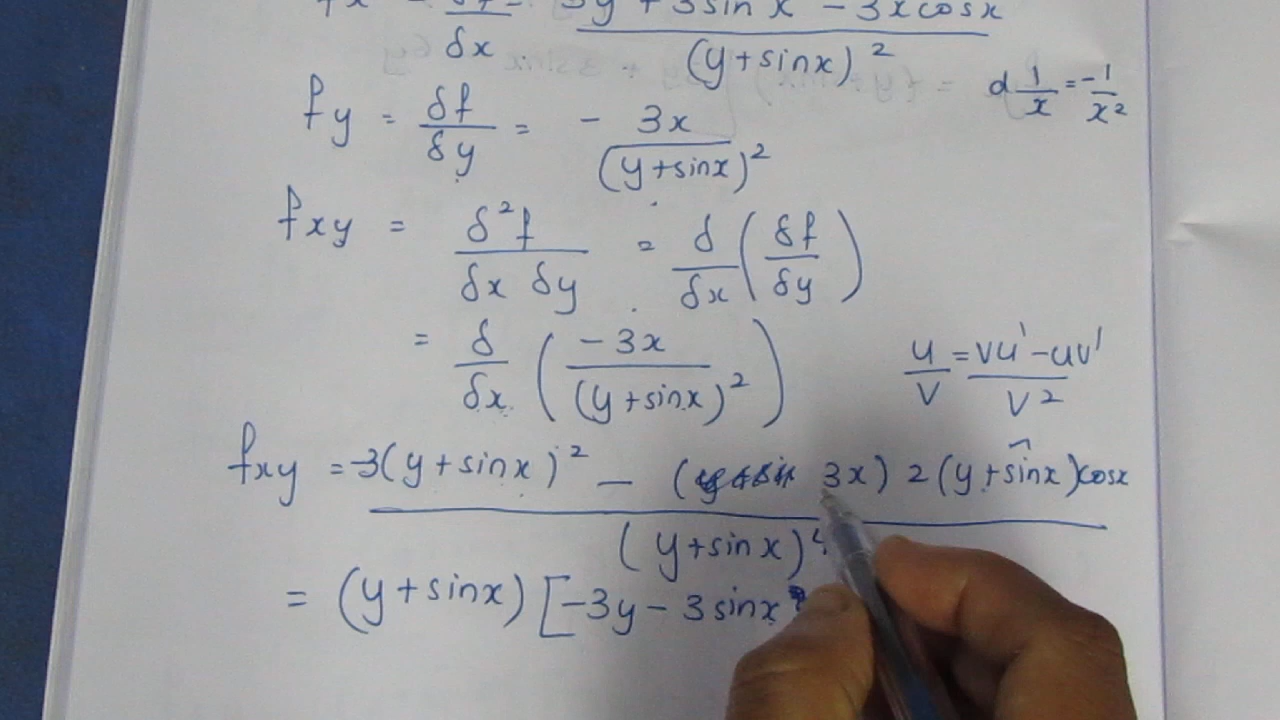 δx 3y + 3sinx - 3xcosx
(y+sinx)²
fy = δf/δy = - 3x/(y+sinx)²
d 1/x = -1/x²
fxy = δ²f/δx δy = δ/δx (δf/δy)
= δ/δx (-3x/(y+sinx)²)
u/v = vu' - uv'/v²
fxy = -3(y+sinx)² - (3x) 2(y+sinx)cosx
(y+sinx)⁴
= (y+sinx) [-3y - 3sinx